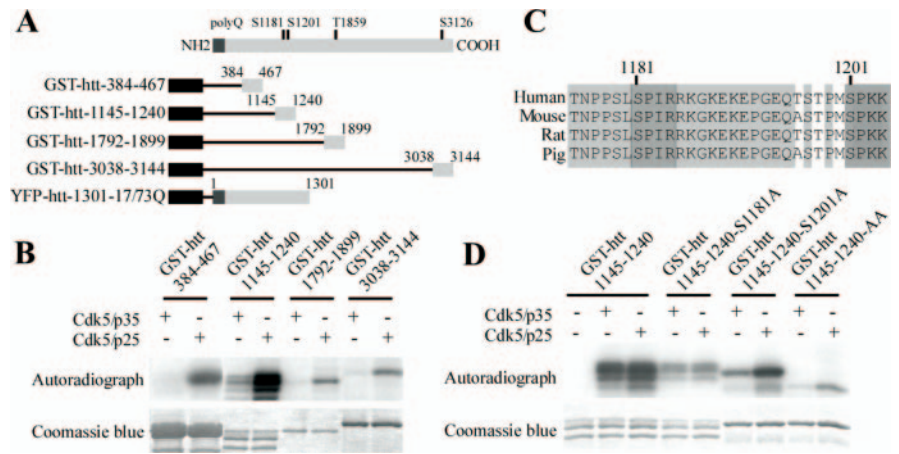 A
polyQ S1181 S1201 T1859 S3126
NH2 COOH
GST-htt-384-467 384 467
GST-htt-1145-1240 1145 1240
GST-htt-1792-1899 1792 1899
GST-htt-3038-3144 3038 3144
YFP-htt-1301-17/73Q 1 1301
C
1181 1201
Human TNPPSLSPIRRKGKEKEPGEQTSTPMSPKK
Mouse TNPPSLSPIRRKGKEKEPGEQASTPMSPKK
Rat TNPPSLSPIRRKGKEKEPGEQASTPMSPKK
Pig TNPPSLSPIRRKGKEKEPGEQASTPMSPKK
B
GST-htt 384-467
GST-htt 1145-1240
GST-htt 1792-1899
GST-htt 3038-3144
Cdk5/p35 + - + - + - + -
Cdk5/p25 - + - + - + - +
Autoradiograph
Coomassie blue
D
GST-htt 1145-1240
GST-htt 1145-1240-S1181A
GST-htt 1145-1240-S1201A
GST-htt 1145-1240-AA
Cdk5/p35 - + - + - + - + -
Cdk5/p25 - - + - + - + - +
Autoradiograph
Coomassie blue